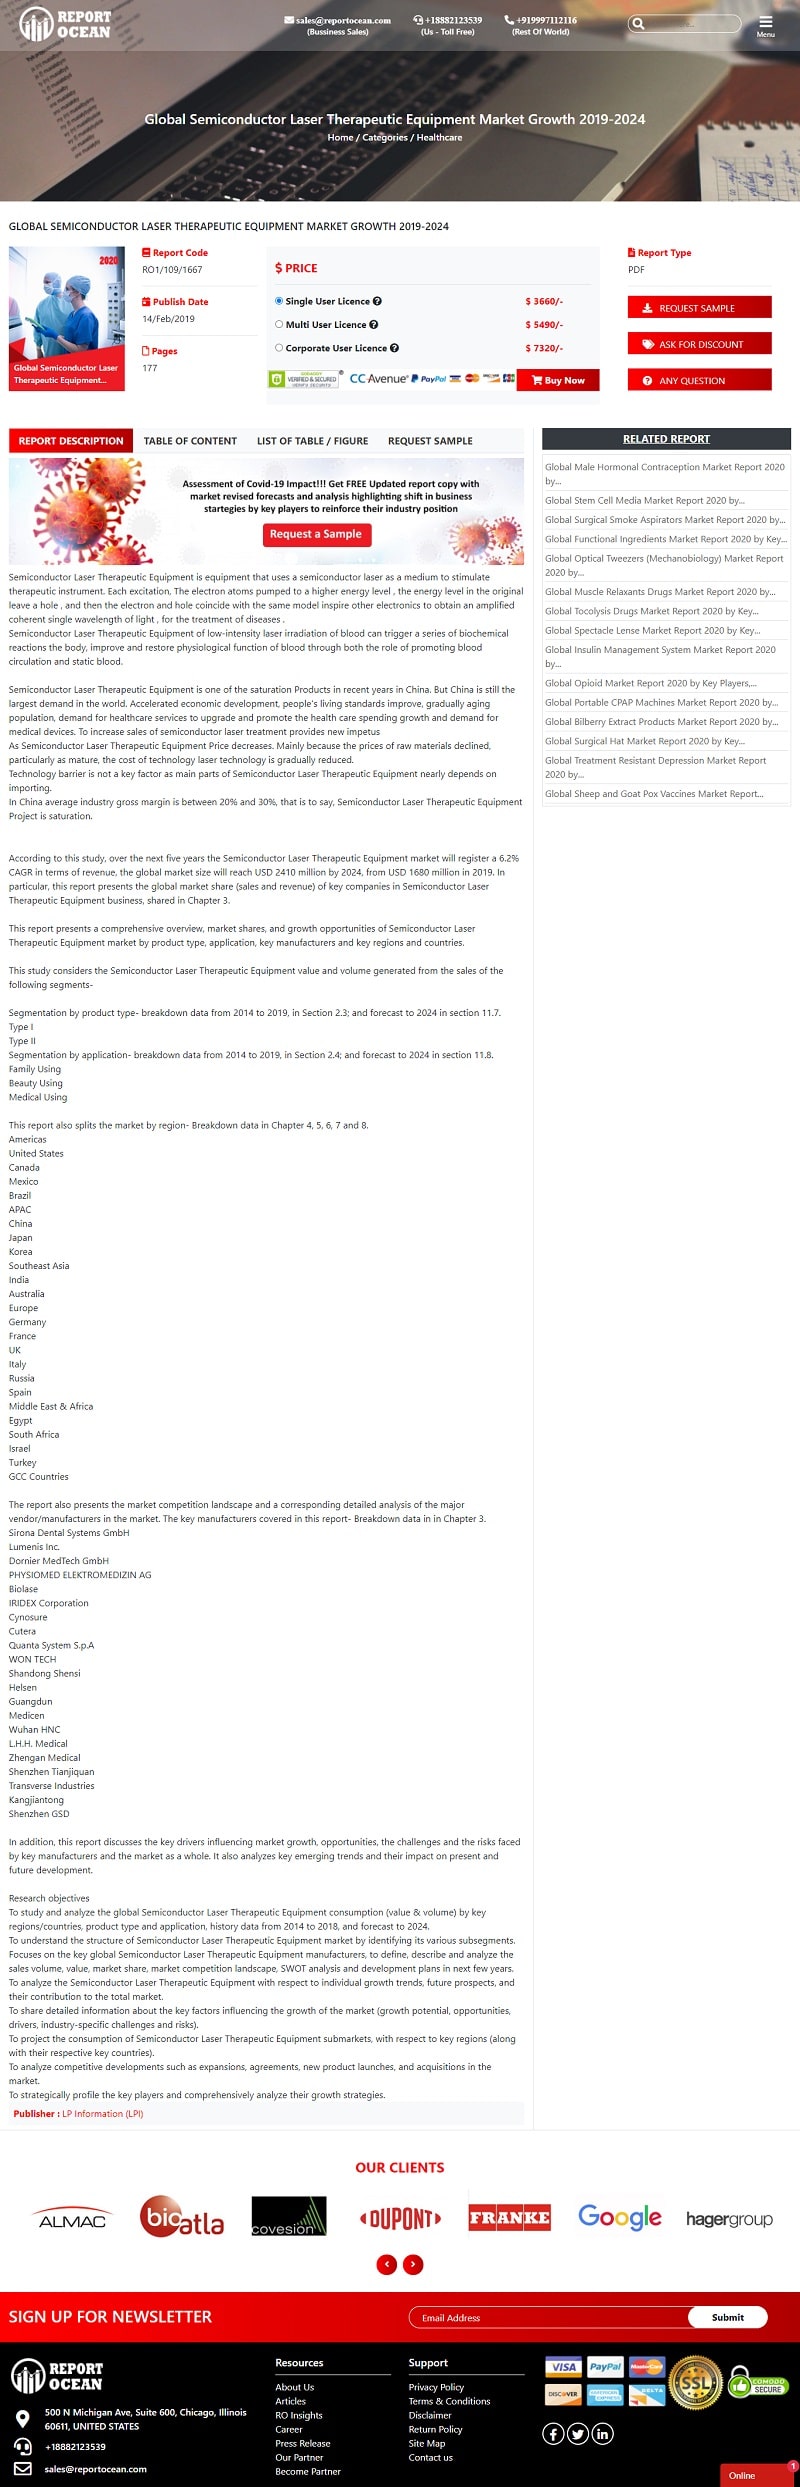 REPORT
OCEAN
sales@reportocean.com
(Bussiness Sales)
+18882123539
(Us - Toll Free)
+919997112116
(Rest Of World)
Menu
Global Semiconductor Laser Therapeutic Equipment Market Growth 2019-2024
Home / Categories / Healthcare
GLOBAL SEMICONDUCTOR LASER THERAPEUTIC EQUIPMENT MARKET GROWTH 2019-2024
2020
Global Semiconductor Laser
Therapeutic Equipment...
Report Code
RO1/109/1667
Publish Date
14/Feb/2019
Pages
177
$ PRICE
Single User Licence $ 3660/-
Multi User Licence $ 5490/-
Corporate User Licence $ 7320/-
VERIFIED & SECURED
CCAvenue PayPal
Buy Now
Report Type
PDF
REQUEST SAMPLE
ASK FOR DISCOUNT
ANY QUESTION
REPORT DESCRIPTION TABLE OF CONTENT LIST OF TABLE / FIGURE REQUEST SAMPLE
Assessment of Covid-19 Impact!!! Get FREE Updated report copy with
market revised forecasts and analysis highlighting shift in business
startegies by key players to reinforce their industry position
Request a Sample
Semiconductor Laser Therapeutic Equipment is equipment that uses a semiconductor laser as a medium to stimulate
therapeutic instrument. Each excitation, The electron atoms pumped to a higher energy level , the energy level in the original
leave a hole , and then the electron and hole coincide with the same model inspire other electronics to obtain an amplified
coherent single wavelength of light , for the treatment of diseases .
Semiconductor Laser Therapeutic Equipment of low-intensity laser irradiation of blood can trigger a series of biochemical
reactions the body, improve and restore physiological function of blood through both the role of promoting blood
circulation and static blood.
Semiconductor Laser Therapeutic Equipment is one of the saturation Products in recent years in China. But China is still the
largest demand in the world. Accelerated economic development, people's living standards improve, gradually aging
population, demand for healthcare services to upgrade and promote the health care spending growth and demand for
medical devices. To increase sales of semiconductor laser treatment provides new impetus
As Semiconductor Laser Therapeutic Equipment Price decreases. Mainly because the prices of raw materials declined,
particularly as mature, the cost of technology laser technology is gradually reduced.
Technology barrier is not a key factor as main parts of Semiconductor Laser Therapeutic Equipment nearly depends on
importing.
In China average industry gross margin is between 20% and 30%, that is to say, Semiconductor Laser Therapeutic Equipment
Project is saturation.
According to this study, over the next five years the Semiconductor Laser Therapeutic Equipment market will register a 6.2%
CAGR in terms of revenue, the global market size will reach USD 2410 million by 2024, from USD 1680 million in 2019. In
particular, this report presents the global market share (sales and revenue) of key companies in Semiconductor Laser
Therapeutic Equipment business, shared in Chapter 3.
This report presents a comprehensive overview, market shares, and growth opportunities of Semiconductor Laser
Therapeutic Equipment market by product type, application, key manufacturers and key regions and countries.
This study considers the Semiconductor Laser Therapeutic Equipment value and volume generated from the sales of the
following segments-
Segmentation by product type- breakdown data from 2014 to 2019, in Section 2.3; and forecast to 2024 in section 11.7.
Type I
Type II
Segmentation by application- breakdown data from 2014 to 2019, in Section 2.4; and forecast to 2024 in section 11.8.
Family Using
Beauty Using
Medical Using
This report also splits the market by region- Breakdown data in Chapter 4, 5, 6, 7 and 8.
Americas
United States
Canada
Mexico
Brazil
APAC
China
Japan
Korea
Southeast Asia
India
Australia
Europe
Germany
France
UK
Italy
Russia
Spain
Middle East & Africa
Egypt
South Africa
Israel
Turkey
GCC Countries
The report also presents the market competition landscape and a corresponding detailed analysis of the major
vendor/manufacturers in the market. The key manufacturers covered in this report- Breakdown data in in Chapter 3.
Sirona Dental Systems GmbH
Lumenis Inc.
Dornier MedTech GmbH
PHYSIOMED ELEKTROMEDIZIN AG
Biolase
IRIDEX Corporation
Cynosure
Cutera
Quanta System S.p.A
WON TECH
Shandong Shensi
Helsen
Guangdun
Medicen
Wuhan HNC
L.H.H. Medical
Zhengan Medical
Shenzhen Tianjiquan
Transverse Industries
Kangjiantong
Shenzhen GSD
In addition, this report discusses the key drivers influencing market growth, opportunities, the challenges and the risks faced
by key manufacturers and the market as a whole. It also analyzes key emerging trends and their impact on present and
future development.
Research objectives
To study and analyze the global Semiconductor Laser Therapeutic Equipment consumption (value & volume) by key
regions/countries, product type and application, history data from 2014 to 2018, and forecast to 2024.
To understand the structure of Semiconductor Laser Therapeutic Equipment market by identifying its various subsegments.
Focuses on the key global Semiconductor Laser Therapeutic Equipment manufacturers, to define, describe and analyze the
sales volume, value, market share, market competition landscape, SWOT analysis and development plans in next few years.
To analyze the Semiconductor Laser Therapeutic Equipment with respect to individual growth trends, future prospects, and
their contribution to the total market.
To share detailed information about the key factors influencing the growth of the market (growth potential, opportunities,
drivers, industry-specific challenges and risks).
To project the consumption of Semiconductor Laser Therapeutic Equipment submarkets, with respect to key regions (along
with their respective key countries).
To analyze competitive developments such as expansions, agreements, new product launches, and acquisitions in the
market.
To strategically profile the key players and comprehensively analyze their growth strategies.
Publisher : LP Information (LPI)
RELATED REPORT
Global Male Hormonal Contraception Market Report 2020
by...
Global Stem Cell Media Market Report 2020 by...
Global Surgical Smoke Aspirators Market Report 2020 by...
Global Functional Ingredients Market Report 2020 by Key...
Global Optical Tweezers (Mechanobiology) Market Report
2020 by...
Global Muscle Relaxants Drugs Market Report 2020 by...
Global Tocolysis Drugs Market Report 2020 by Key...
Global Spectacle Lense Market Report 2020 by Key...
Global Insulin Management System Market Report 2020
by...
Global Opioid Market Report 2020 by Key Players,...
Global Portable CPAP Machines Market Report 2020 by...
Global Bilberry Extract Products Market Report 2020 by...
Global Surgical Hat Market Report 2020 by Key...
Global Treatment Resistant Depression Market Report
2020 by...
Global Sheep and Goat Pox Vaccines Market Report...
OUR CLIENTS
ALMAC
bioatla
covesion
DUPONT
FRANKE
Google
hagergroup
SIGN UP FOR NEWSLETTER
Email Address
Submit
REPORT
OCEAN
500 N Michigan Ave, Suite 600, Chicago, Illinois
60611, UNITED STATES
+18882123539
sales@reportocean.com
Resources
About Us
Articles
RO Insights
Career
Press Release
Our Partner
Become Partner
Support
Privacy Policy
Terms & Conditions
Disclaimer
Return Policy
Site Map
Contact us
VISA PayPal MasterCard
DISCOVER AMERICAN EXPRESS DELTA
SSL
COMODO
SECURE
Online
1